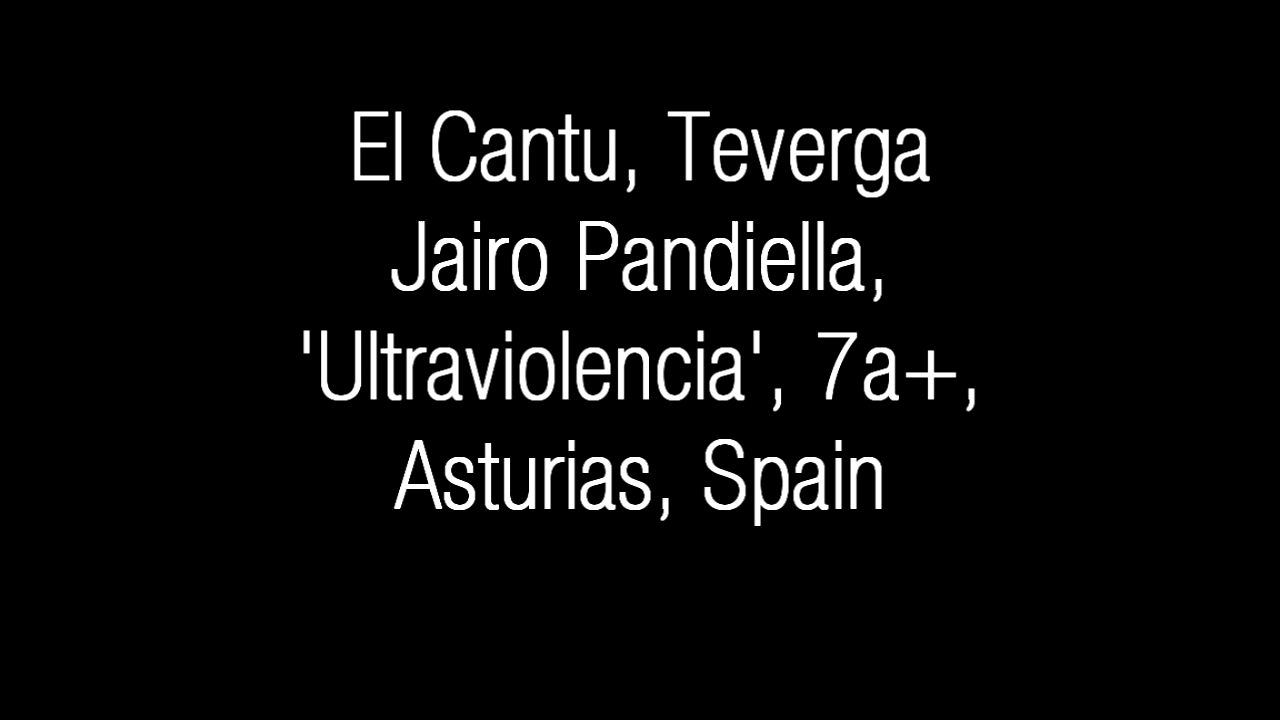 El Cantu, Teverga
Jairo Pandiella,
'Ultraviolencia', 7a+,
Asturias, Spain